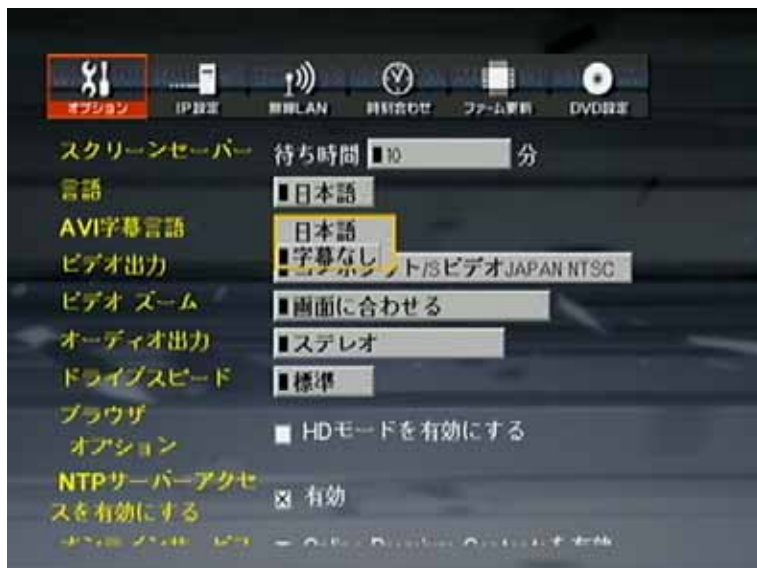 オプション IP設定 無線LAN 時刻合わせ ファーム更新 DVD設定
スクリーンセーバー 待ち時間 10 分
言語 日本語
AVI字幕言語 日本語
字幕なし
ビデオ出力 /Sビデオ JAPAN NTSC
ビデオ ズーム 画面に合わせる
オーディオ出力 ステレオ
ドライブスピード 標準
ブラウザ
オプション HDモードを有効にする
NTPサーバーアクセ
スを有効にする 有効